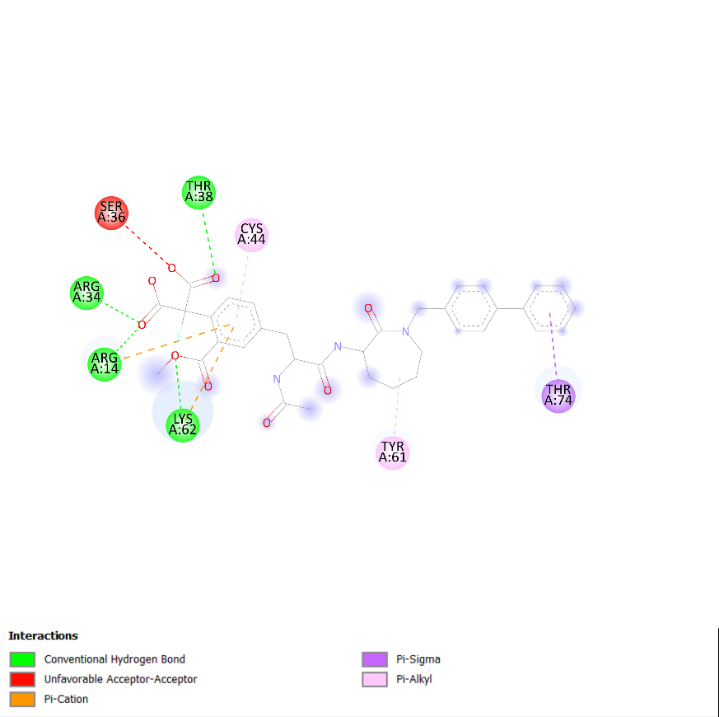 THR
A:38
SER
A:36
CYS
A:44
ARG
A:34
ARG
A:14
LYS
A:62
TYR
A:61
THR
A:74
O
O
O
O
O
O
O
O
O
N
N
N
O
Interactions
Conventional Hydrogen Bond
Unfavorable Acceptor-Acceptor
Pi-Cation
Pi-Sigma
Pi-Alkyl